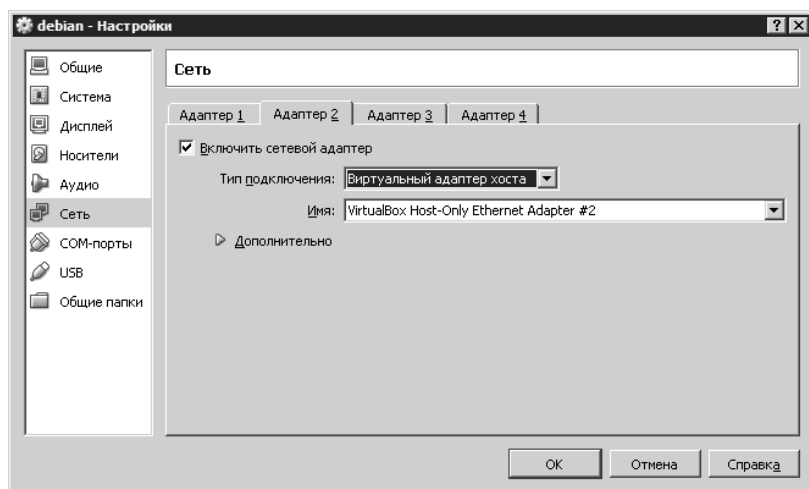 debian - Настройки
Общие
Система
Дисплей
Носители
Аудио
Сеть
COM-порты
USB
Общие папки
Сеть
Адаптер 1 Адаптер 2 Адаптер 3 Адаптер 4
Включить сетевой адаптер
Тип подключения: Виртуальный адаптер хоста
Имя: VirtualBox Host-Only Ethernet Adapter #2
Дополнительно
OK Отмена Справка